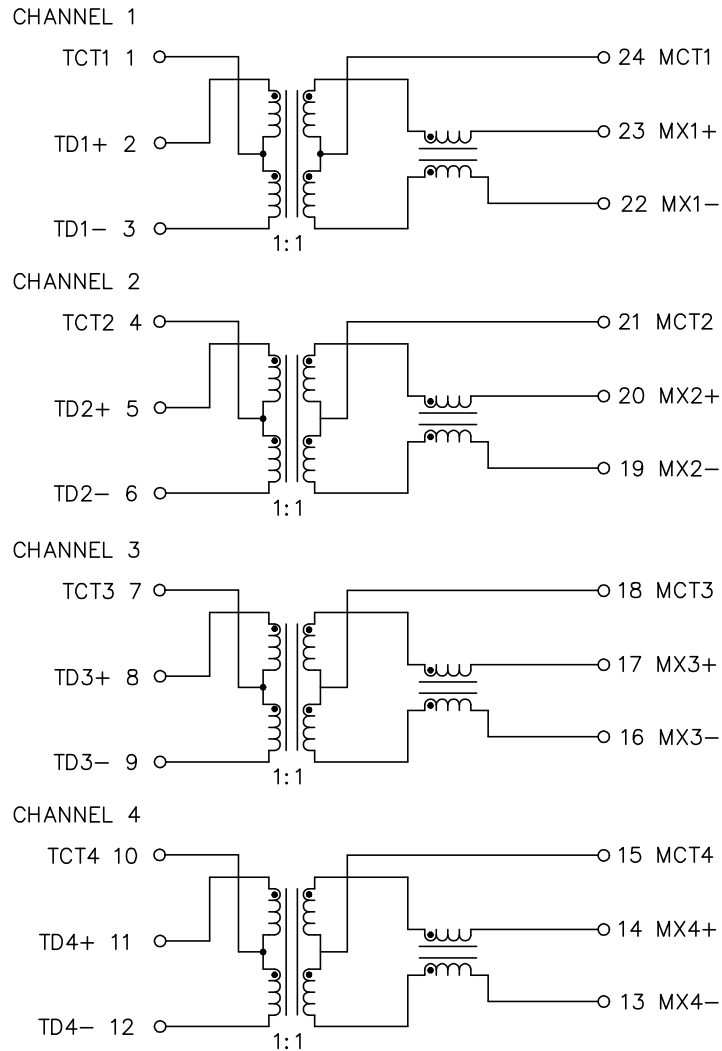 CHANNEL 1
TCT1 1
24 MCT1
TD1+ 2
23 MX1+
22 MX1−
TD1− 3
1:1
CHANNEL 2
TCT2 4
21 MCT2
TD2+ 5
20 MX2+
19 MX2−
TD2− 6
1:1
CHANNEL 3
TCT3 7
18 MCT3
TD3+ 8
17 MX3+
16 MX3−
TD3− 9
1:1
CHANNEL 4
TCT4 10
15 MCT4
TD4+ 11
14 MX4+
13 MX4−
TD4− 12
1:1